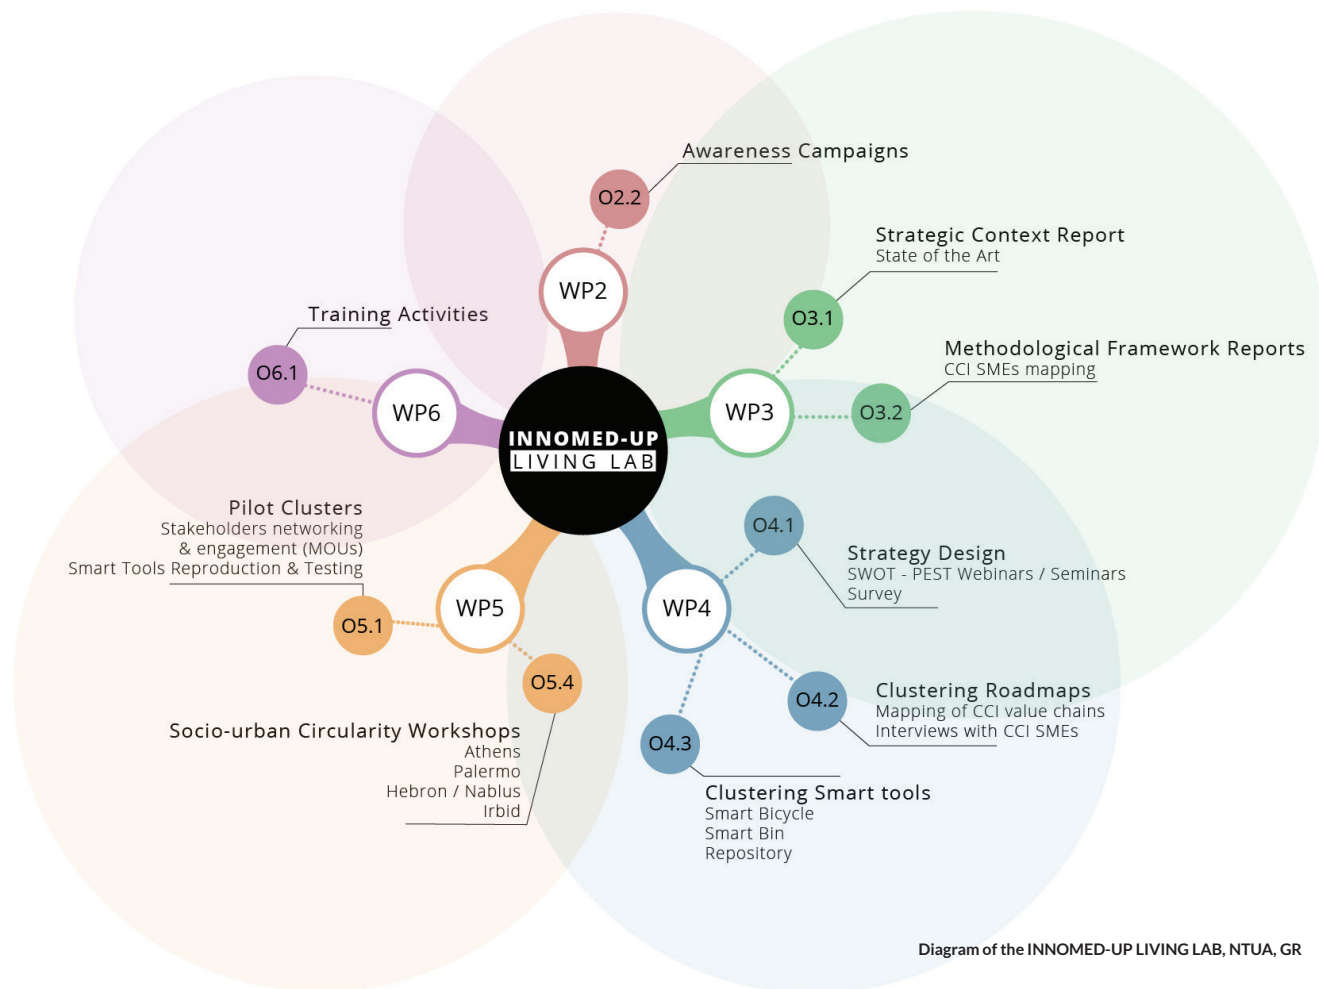 Awareness Campaigns
O2.2
WP2
Strategic Context Report
State of the Art
O3.1
Methodological Framework Reports
CCI SMEs mapping
O3.2
WP3
Training Activities
O6.1
WP6
INNOMED-UP
LIVING LAB
Pilot Clusters
Stakeholders networking
& engagement (MOUs)
Smart Tools Reproduction & Testing
O5.1
WP5
O5.4
Socio-urban Circularity Workshops
Athens
Palermo
Hebron / Nablus
Irbid
WP4
O4.1
Strategy Design
SWOT - PEST Webinars / Seminars
Survey
O4.2
Clustering Roadmaps
Mapping of CCI value chains
Interviews with CCI SMEs
O4.3
Clustering Smart tools
Smart Bicycle
Smart Bin
Repository
Diagram of the INNOMED-UP LIVING LAB, NTUA, GR